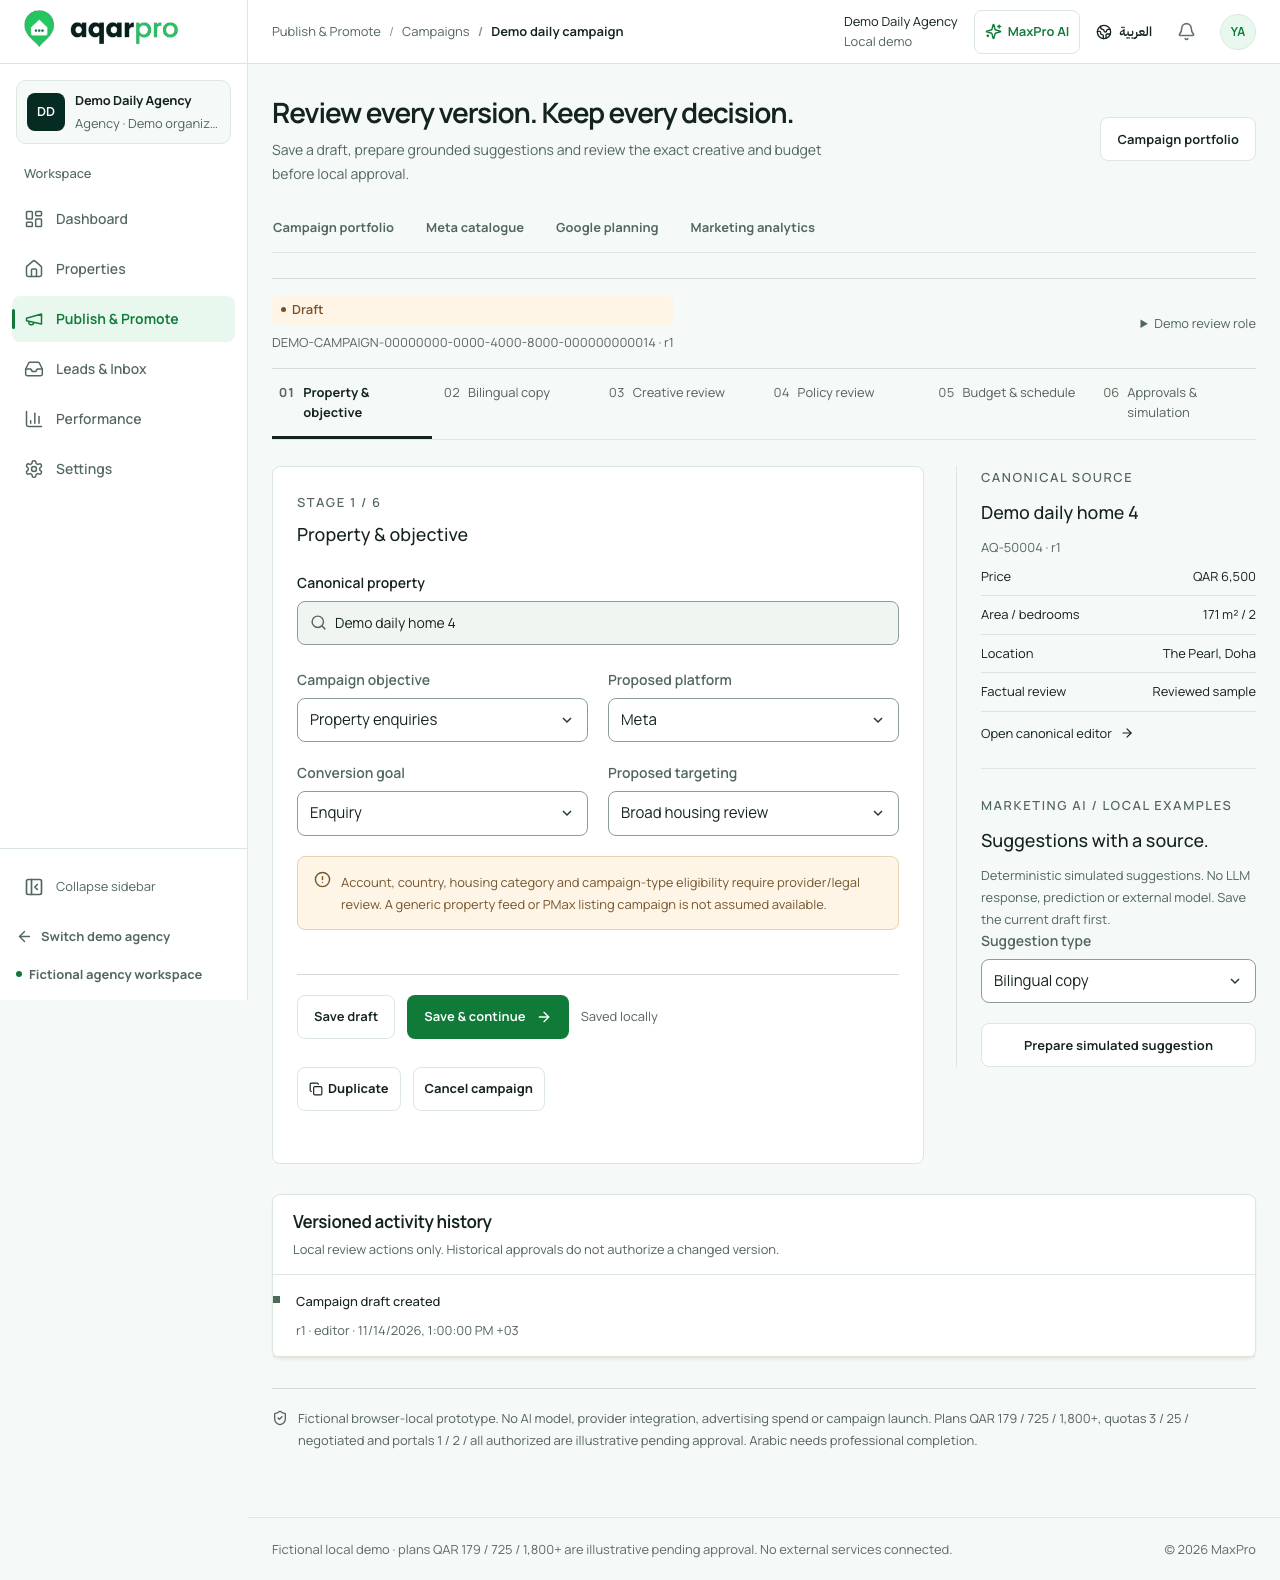 aqarpro
Publish & Promote / Campaigns / Demo daily campaign
Demo Daily Agency
Local demo
MaxPro AI
العربية
YA
DD
Demo Daily Agency
Agency · Demo organiz...
Workspace
Dashboard
Properties
Publish & Promote
Leads & Inbox
Performance
Settings
Collapse sidebar
Switch demo agency
Fictional agency workspace
Review every version. Keep every decision.
Save a draft, prepare grounded suggestions and review the exact creative and budget
before local approval.
Campaign portfolio
Campaign portfolio
Meta catalogue
Google planning
Marketing analytics
Draft
DEMO-CAMPAIGN-00000000-0000-4000-8000-000000000014 · r1
Demo review role
01 Property &
objective
02 Bilingual copy
03 Creative review
04 Policy review
05 Budget & schedule
06 Approvals &
simulation
STAGE 1 / 6
Property & objective
Canonical property
Demo daily home 4
Campaign objective
Property enquiries
Proposed platform
Meta
Conversion goal
Enquiry
Proposed targeting
Broad housing review
Account, country, housing category and campaign-type eligibility require provider/legal
review. A generic property feed or PMax listing campaign is not assumed available.
Save draft
Save & continue
Saved locally
Duplicate
Cancel campaign
CANONICAL SOURCE
Demo daily home 4
AQ-50004 · r1
Price QAR 6,500
Area / bedrooms 171 m² / 2
Location The Pearl, Doha
Factual review Reviewed sample
Open canonical editor
MARKETING AI / LOCAL EXAMPLES
Suggestions with a source.
Deterministic simulated suggestions. No LLM
response, prediction or external model. Save
the current draft first.
Suggestion type
Bilingual copy
Prepare simulated suggestion
Versioned activity history
Local review actions only. Historical approvals do not authorize a changed version.
Campaign draft created
r1 · editor · 11/14/2026, 1:00:00 PM +03
Fictional browser-local prototype. No AI model, provider integration, advertising spend or campaign launch. Plans QAR 179 / 725 / 1,800+, quotas 3 / 25 /
negotiated and portals 1 / 2 / all authorized are illustrative pending approval. Arabic needs professional completion.
Fictional local demo · plans QAR 179 / 725 / 1,800+ are illustrative pending approval. No external services connected.
© 2026 MaxPro